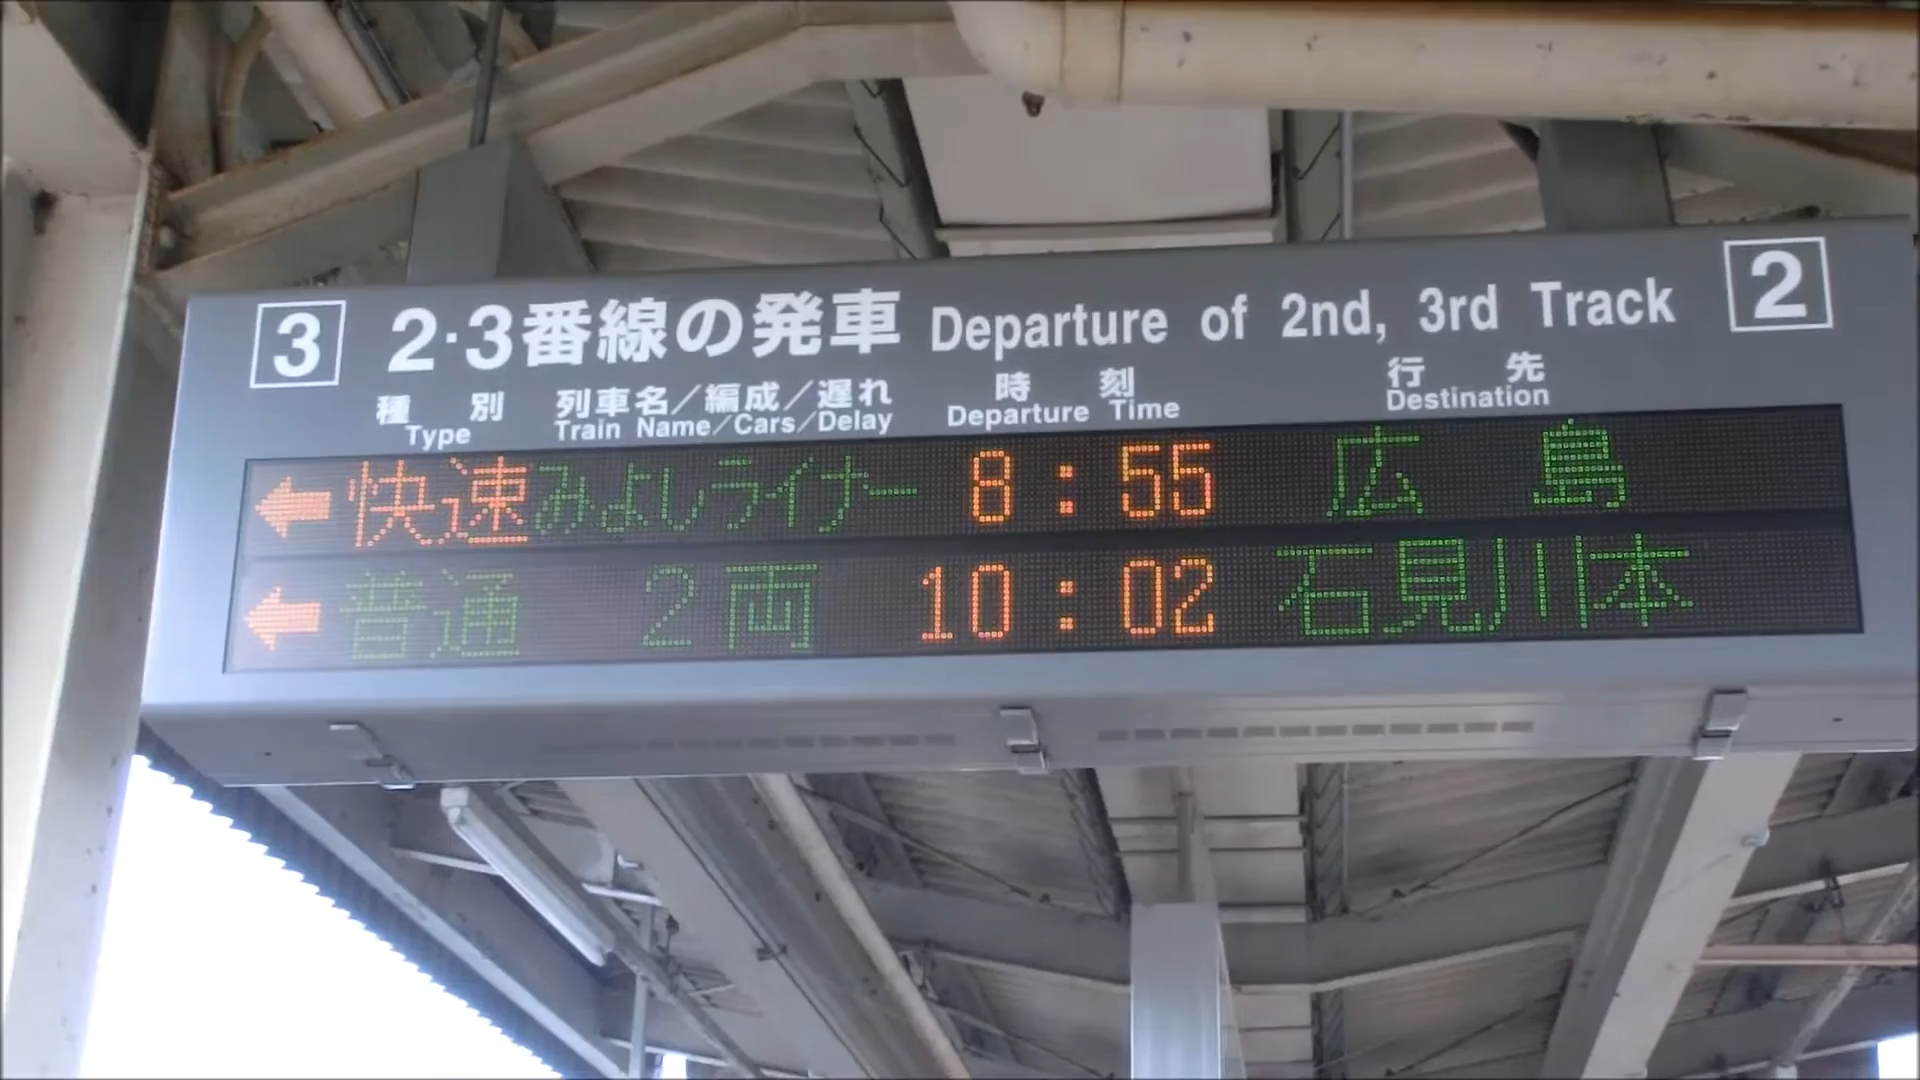 3 2·3番線の発車 Departure of 2nd, 3rd Track 2
種別 列車名／編成／遅れ 時刻 行先
Type Train Name／Cars／Delay Departure Time Destination
← 快速 みよしライナー 8:55 広島
← 普通 2両 10:02 石見川本